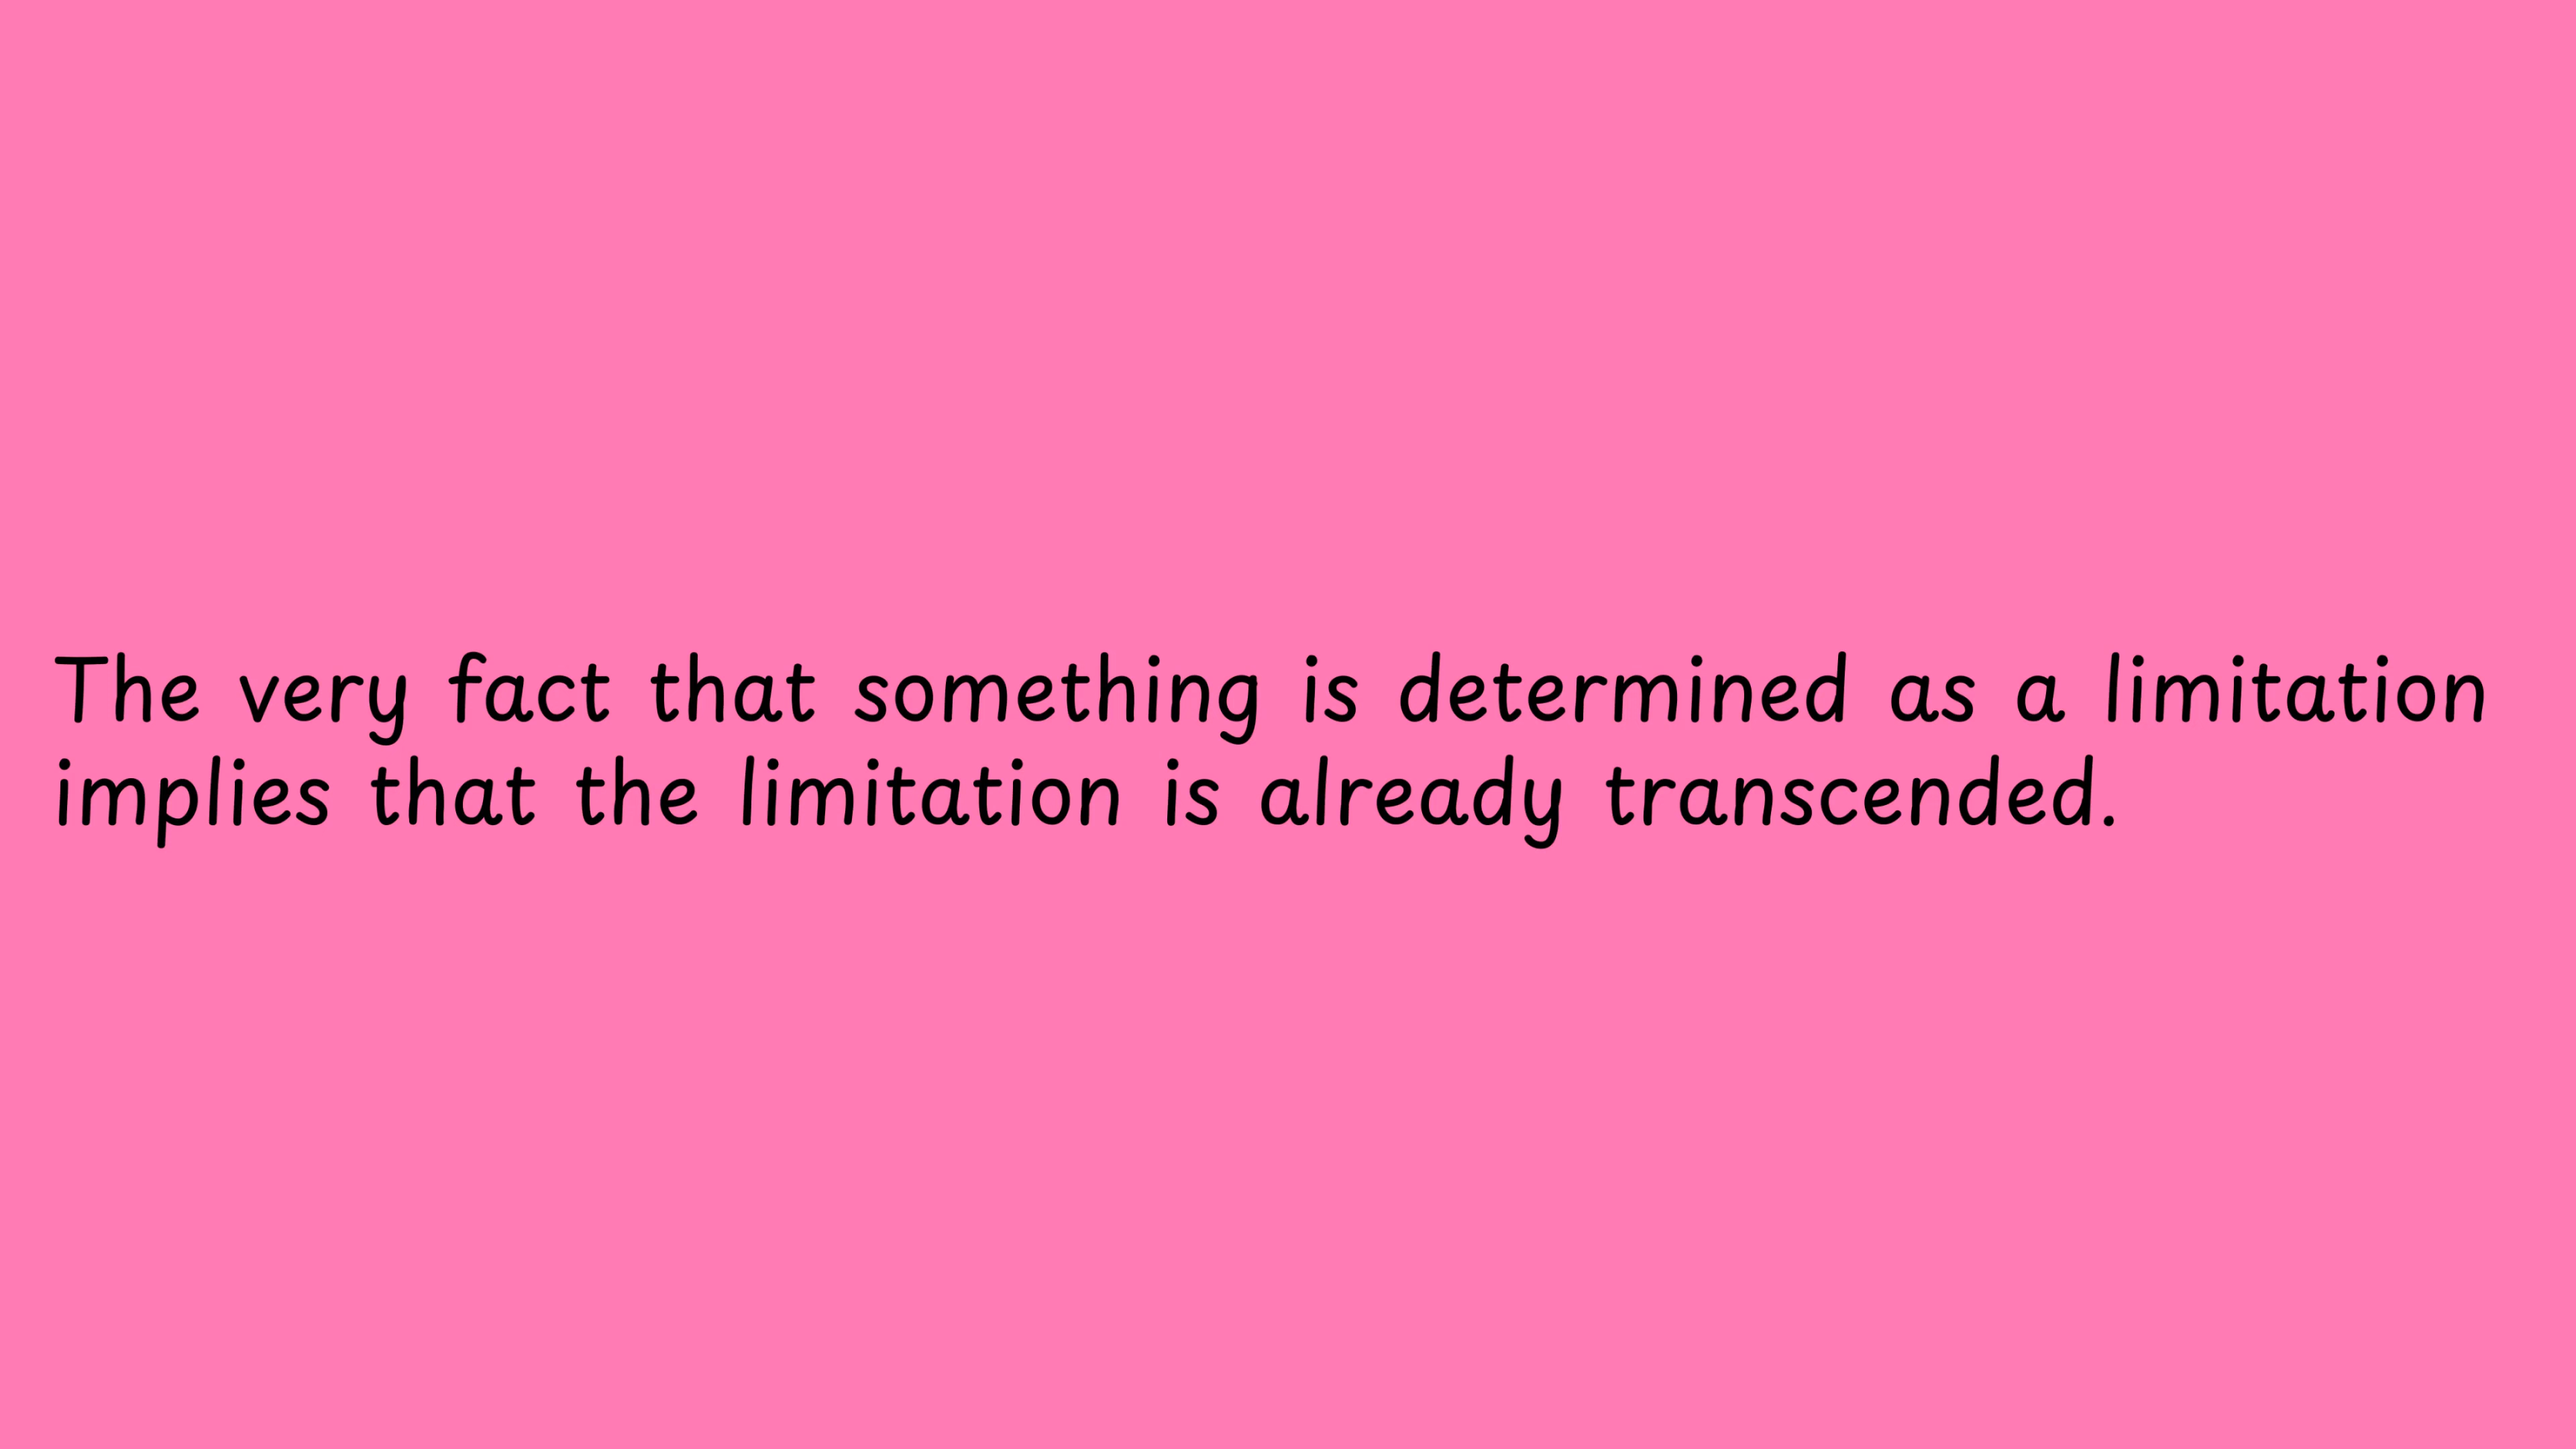 The very fact that something is determined as a limitation
implies that the limitation is already transcended.